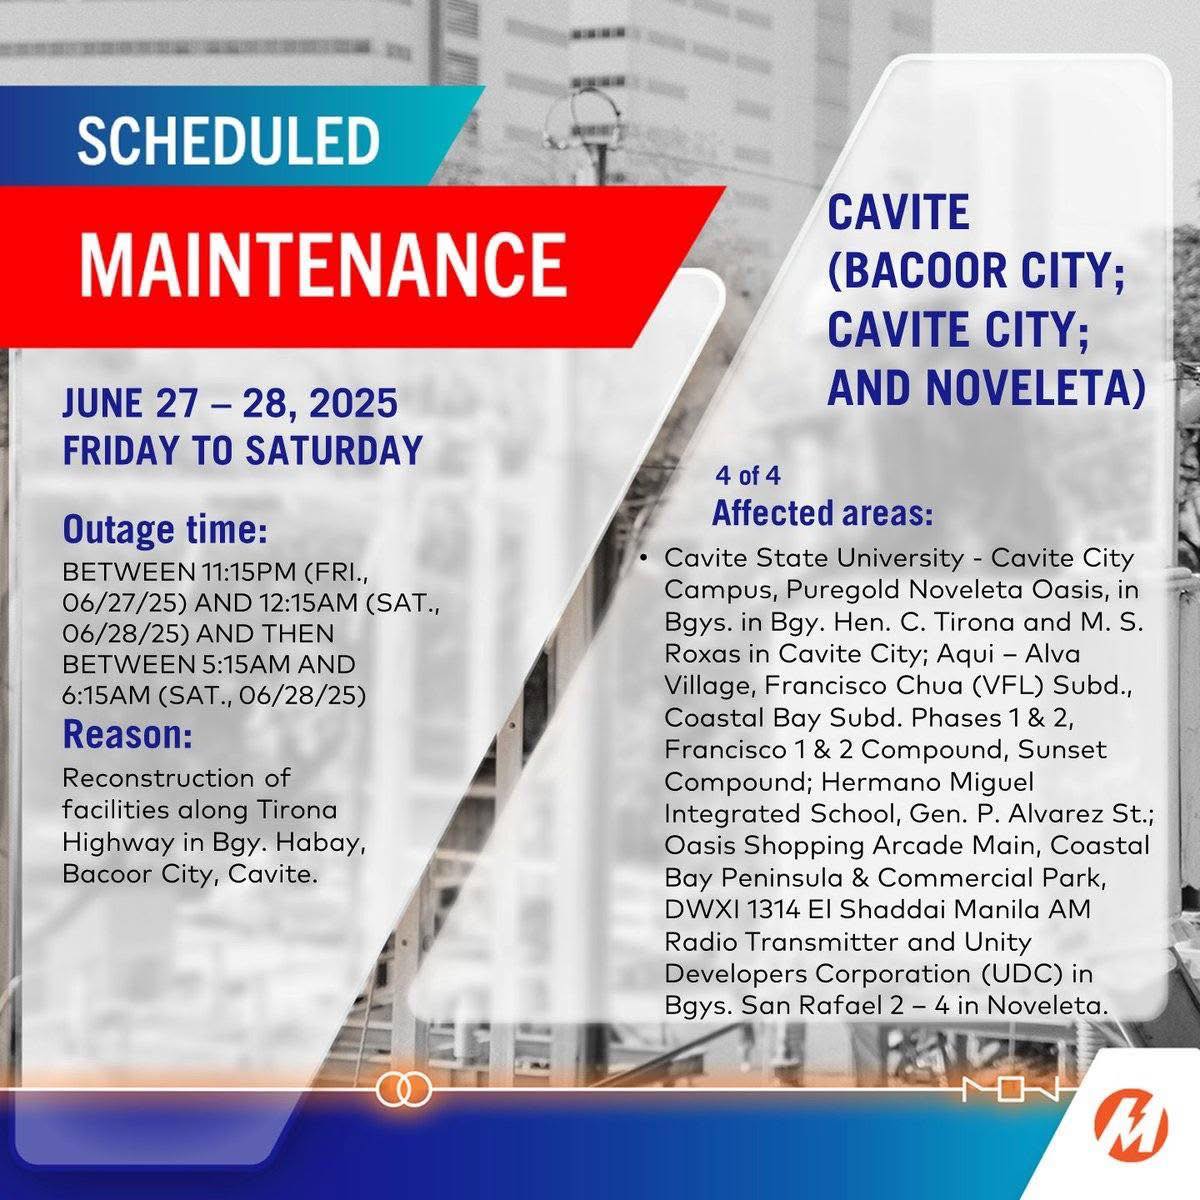 SCHEDULED
MAINTENANCE
JUNE 27 – 28, 2025
FRIDAY TO SATURDAY
Outage time:
BETWEEN 11:15PM (FRI.,
06/27/25) AND 12:15AM (SAT.,
06/28/25) AND THEN
BETWEEN 5:15AM AND
6:15AM (SAT., 06/28/25)
Reason:
Reconstruction of
facilities along Tirona
Highway in Bgy. Habay,
Bacoor City, Cavite.
CAVITE
(BACOOR CITY;
CAVITE CITY;
AND NOVELETA)
4 of 4
Affected areas:
• Cavite State University - Cavite City
Campus, Puregold Noveleta Oasis, in
Bgys. in Bgy. Hen. C. Tirona and M. S.
Roxas in Cavite City; Aqui – Alva
Village, Francisco Chua (VFL) Subd.,
Coastal Bay Subd. Phases 1 & 2,
Francisco 1 & 2 Compound, Sunset
Compound; Hermano Miguel
Integrated School, Gen. P. Alvarez St.;
Oasis Shopping Arcade Main, Coastal
Bay Peninsula & Commercial Park,
DWXI 1314 El Shaddai Manila AM
Radio Transmitter and Unity
Developers Corporation (UDC) in
Bgys. San Rafael 2 – 4 in Noveleta.